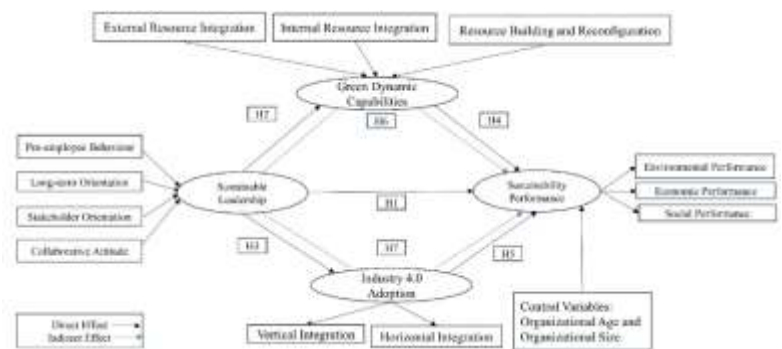 External Resource Integration
Internal Resource Integration
Resource Building and Reconfiguration
Green Dynamic
Capabilities
H2
H6
H4
Pro-employee Behaviour
Long-term Orientation
Stakeholder Orientation
Collaborative Attitude
Sustainable
Leadership
H1
Sustainability
Performance
Environmental Performance
Economic Performance
Social Performance
H3
H7
H5
Industry 4.0
Adoption
Vertical Integration
Horizontal Integration
Control Variables:
Organizational Age and
Organizational Size
Direct Effect
Indirect Effect